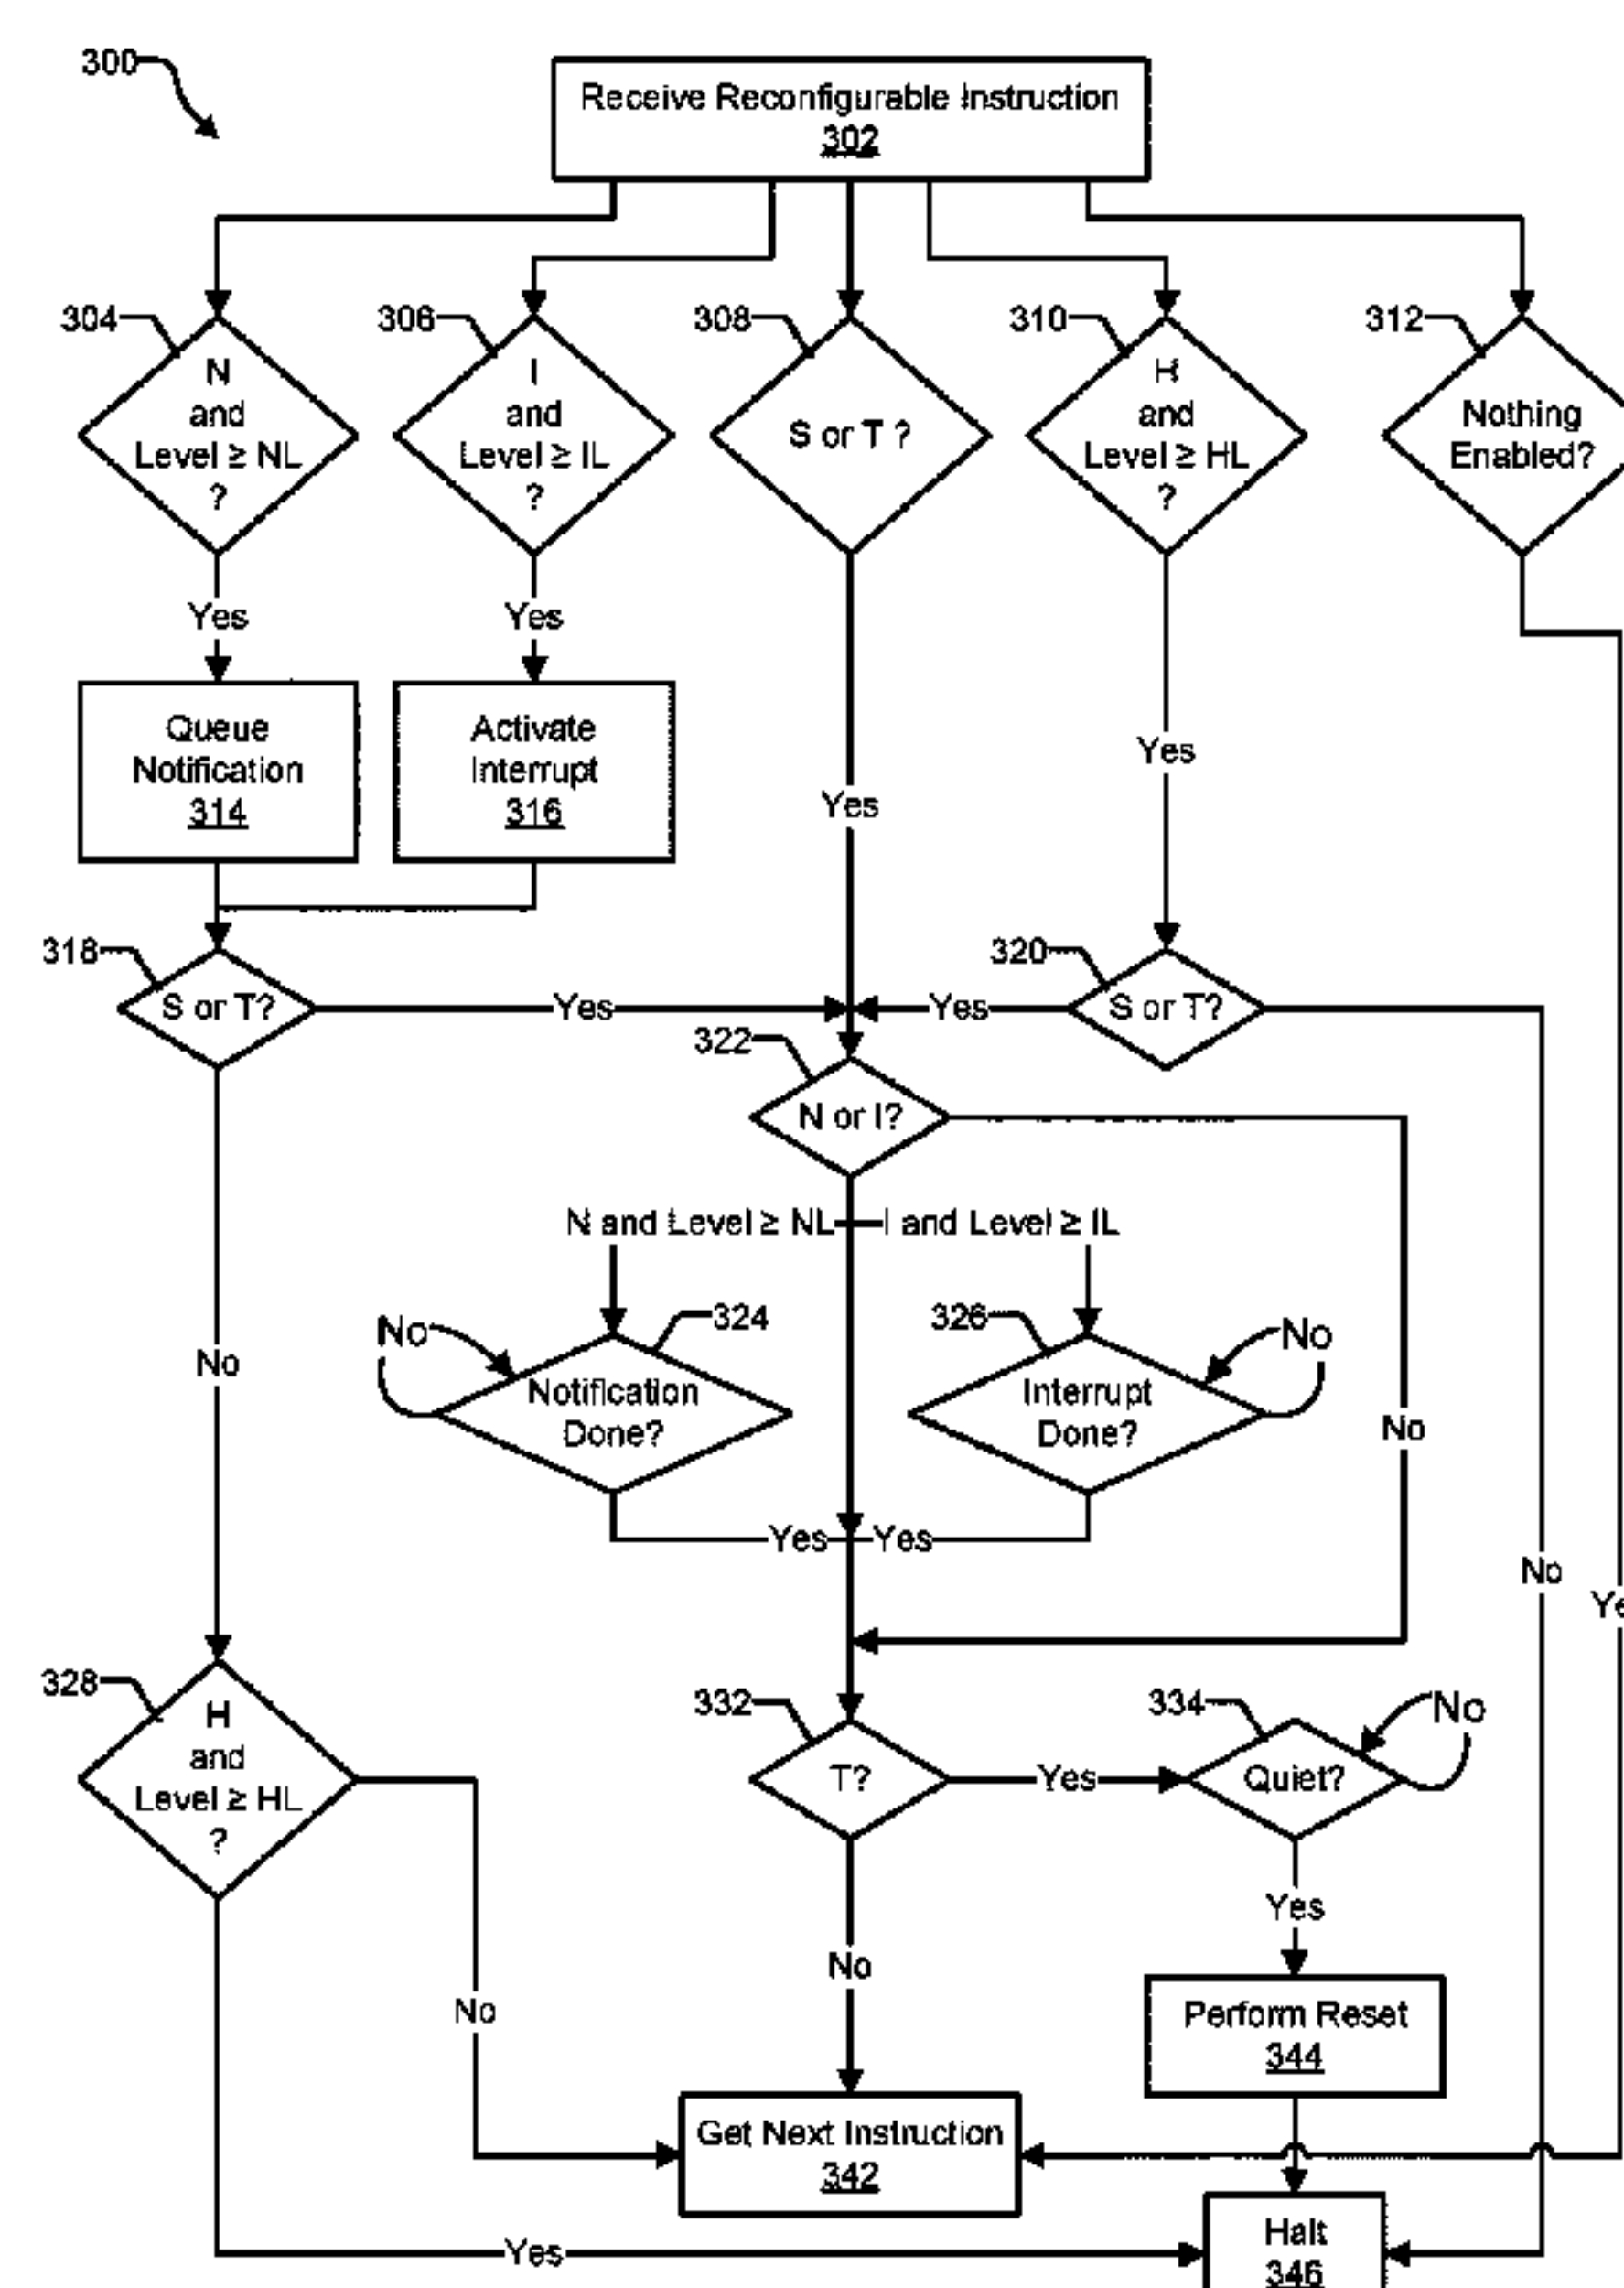 300
Receive Reconfigurable Instruction
302
304
306
308
310
312
N
and
Level ≥ NL
?
I
and
Level ≥ IL
?
S or T ?
H
and
Level ≥ HL
?
Nothing
Enabled?
Yes
Yes
Queue
Notification
314
Activate
Interrupt
316
Yes
Yes
318
S or T?
Yes
Yes
320
S or T?
322
N or I?
N and Level ≥ NL
I and Level ≥ IL
No
324
Notification
Done?
326
No
Interrupt
Done?
No
No
Yes
Yes
No
Ye
328
H
and
Level ≥ HL
?
332
T?
Yes
334
Quiet?
No
Yes
No
No
Perform Reset
344
Get Next Instruction
342
Yes
Halt
346